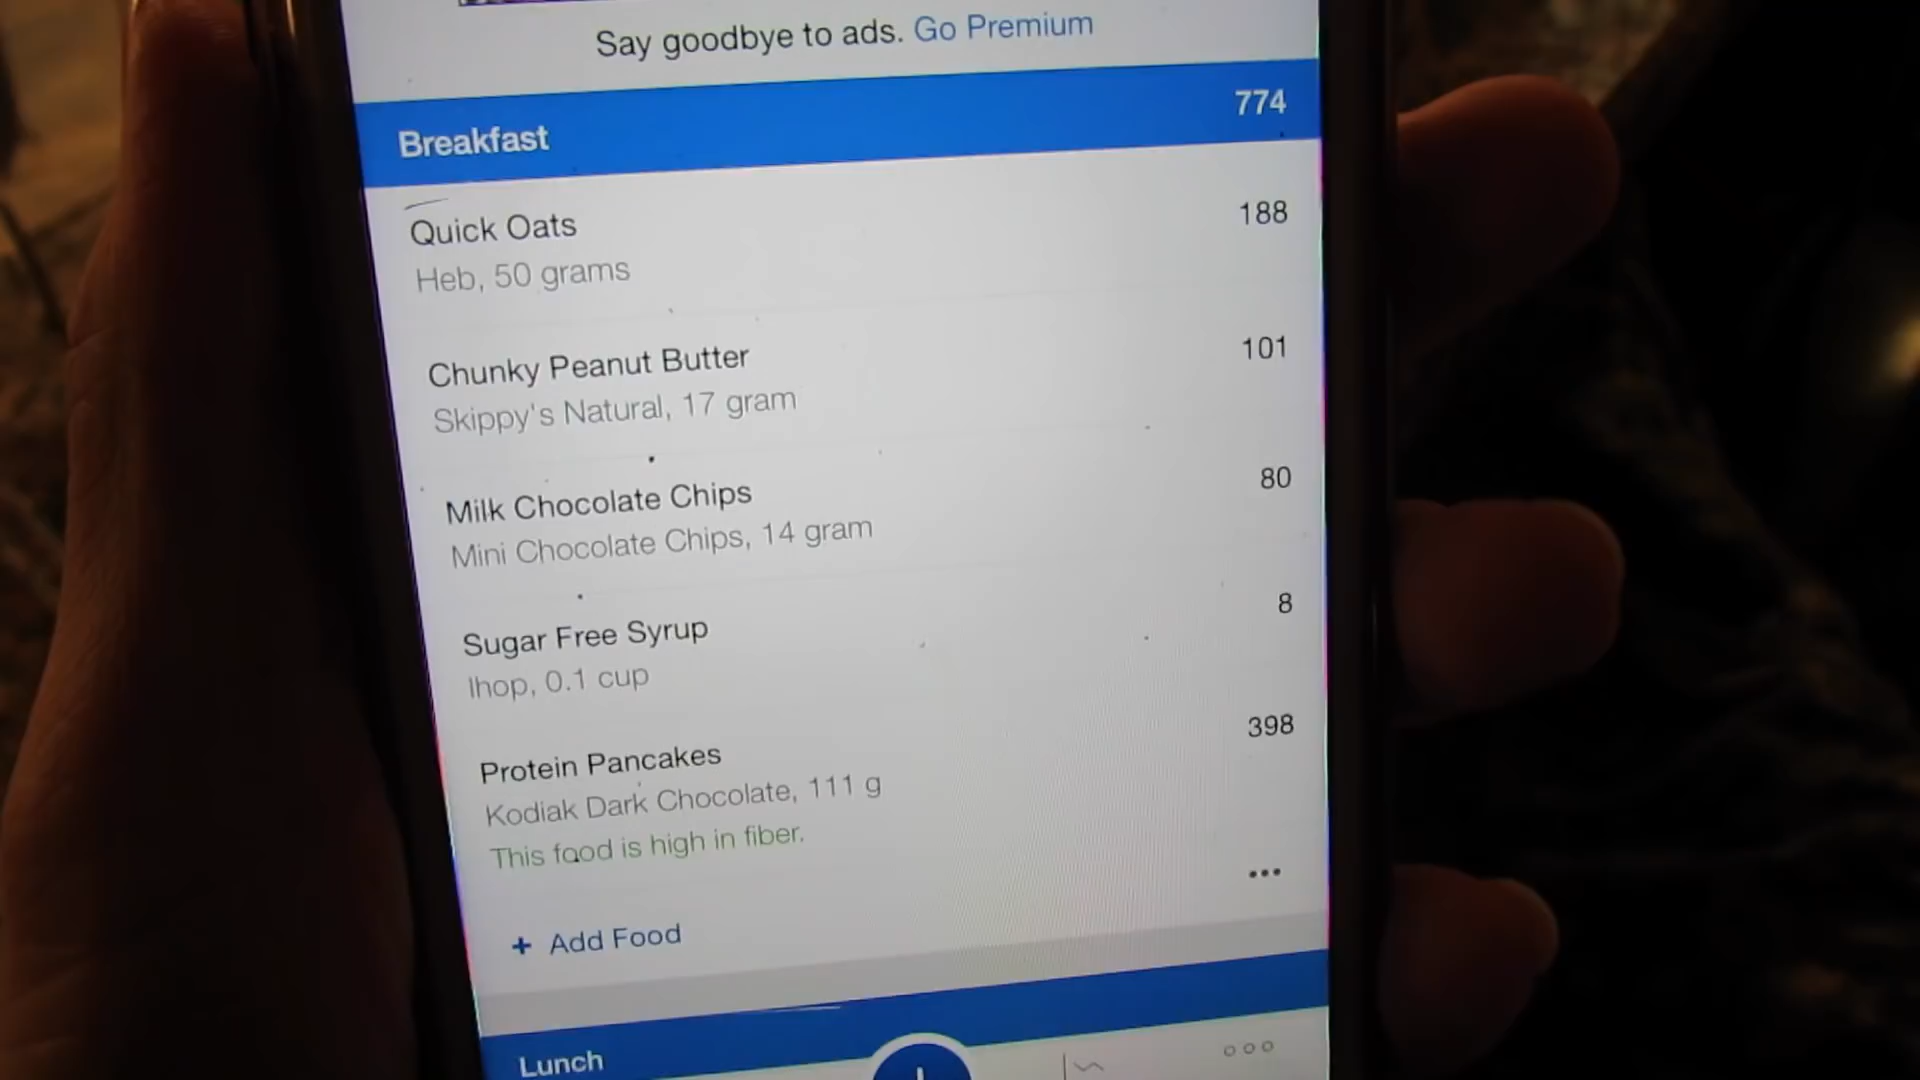 Say goodbye to ads. Go Premium
Breakfast 774
Quick Oats 188
Heb, 50 grams
Chunky Peanut Butter 101
Skippy's Natural, 17 gram
Milk Chocolate Chips 80
Mini Chocolate Chips, 14 gram
Sugar Free Syrup 8
Ihop, 0.1 cup
Protein Pancakes 398
Kodiak Dark Chocolate, 111 g
This food is high in fiber.
+ Add Food
Lunch